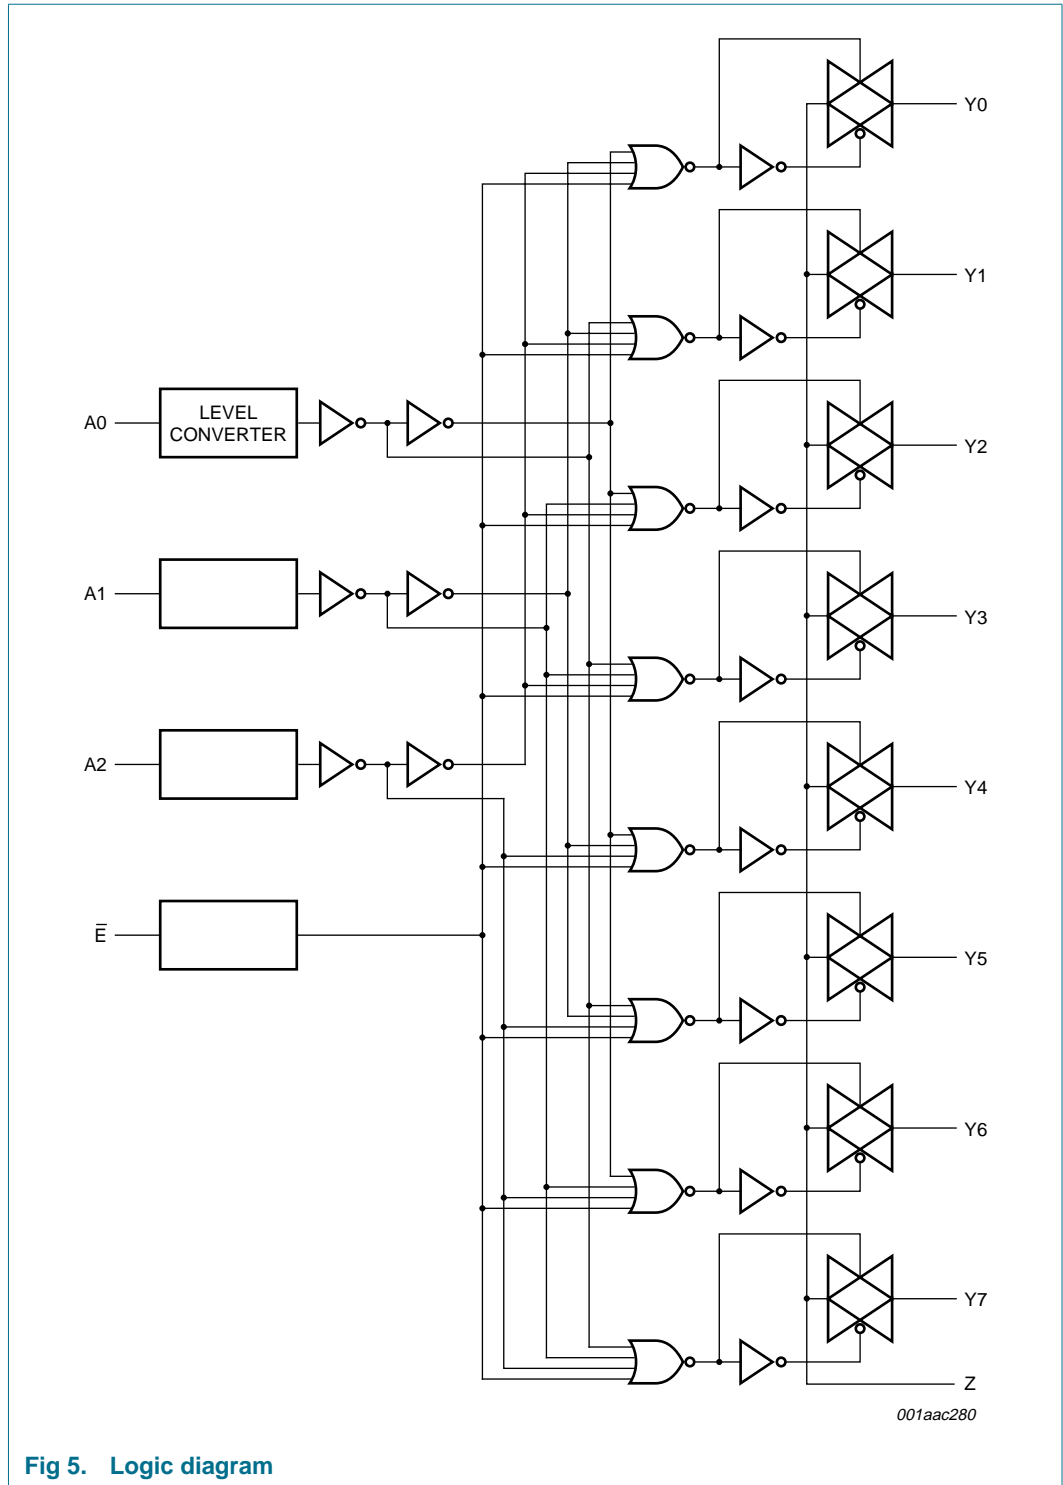 Y0
Y1
A0
LEVEL
CONVERTER
Y2
A1
Y3
A2
Y4
E̅
Y5
Y6
Y7
Z
001aac280
Fig 5. Logic diagram